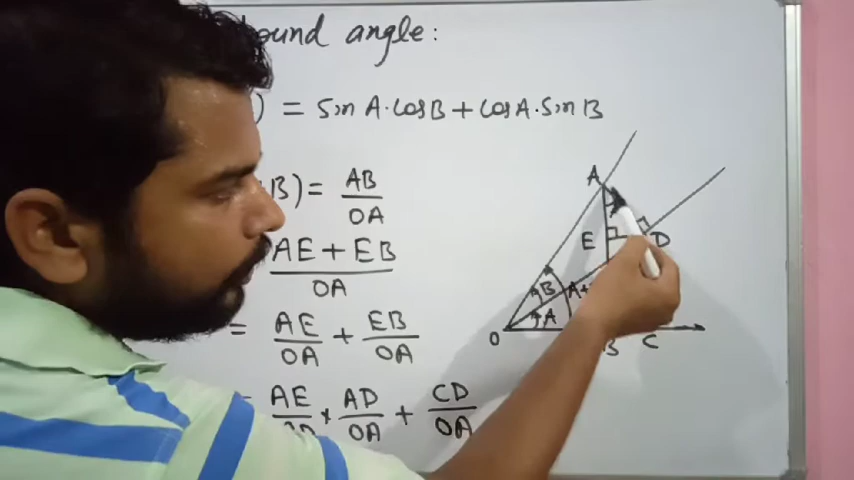 angle:
= Sin A · Cos B + Cos A · Sin B
B) = AB / OA
AE + EB / OA
= AE / OA + EB / OA
AE / AD × AD / OA + CD / OA
A
E D
B A+
A
O B C